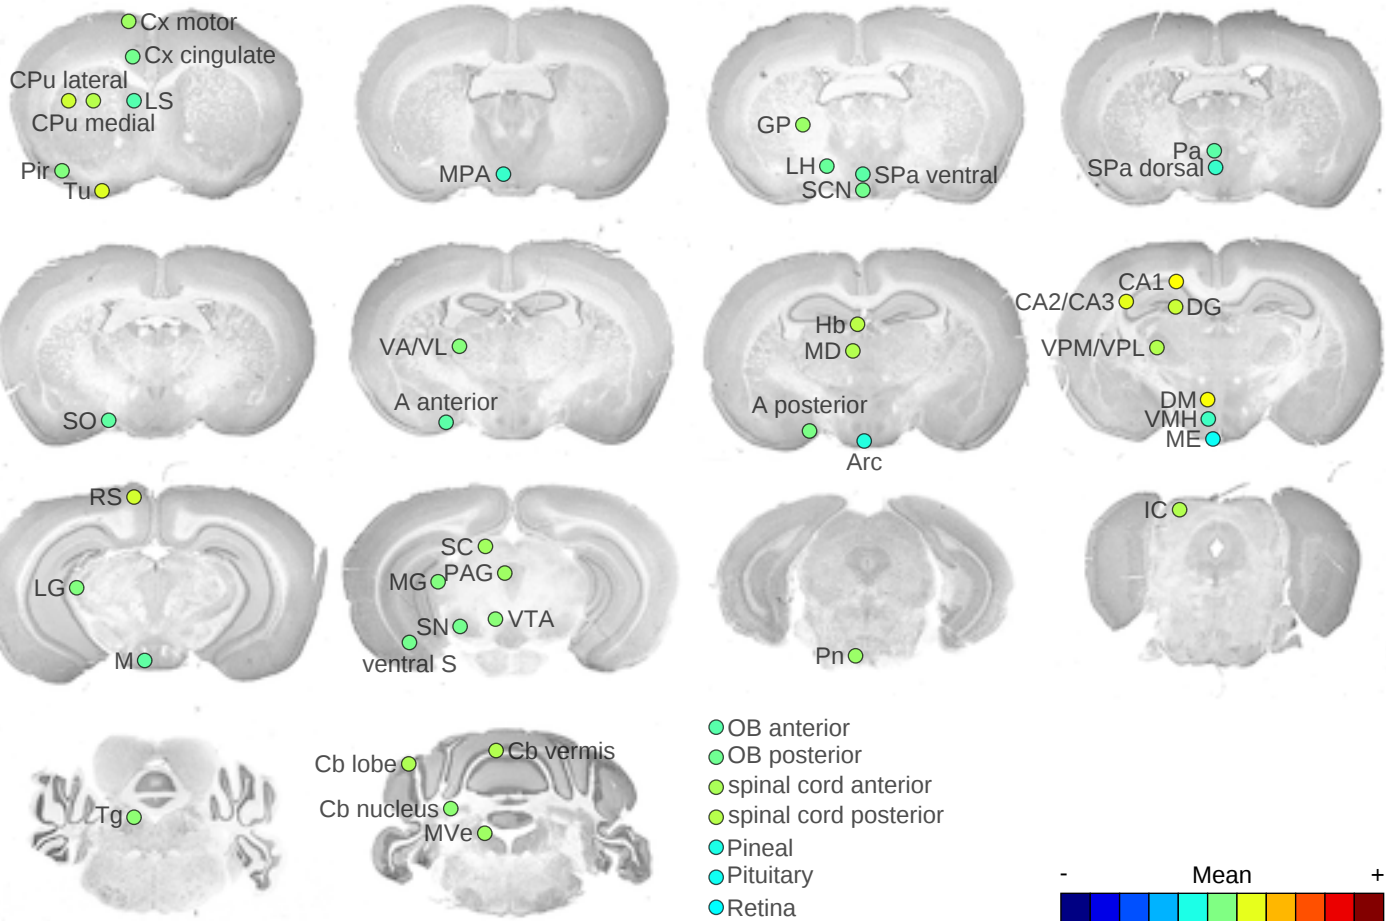 Cx motor
Cx cingulate
CPu lateral
LS
CPu medial
Pir
Tu
MPA
GP
LH
SPa ventral
SCN
Pa
SPa dorsal
SO
VA/VL
A anterior
Hb
MD
A posterior
Arc
CA1
CA2/CA3
DG
VPM/VPL
DM
VMH
ME
RS
LG
M
SC
MG
PAG
SN
VTA
ventral S
Pn
IC
Tg
Cb lobe
Cb vermis
Cb nucleus
MVe
OB anterior
OB posterior
spinal cord anterior
spinal cord posterior
Pineal
Pituitary
Retina
- Mean +